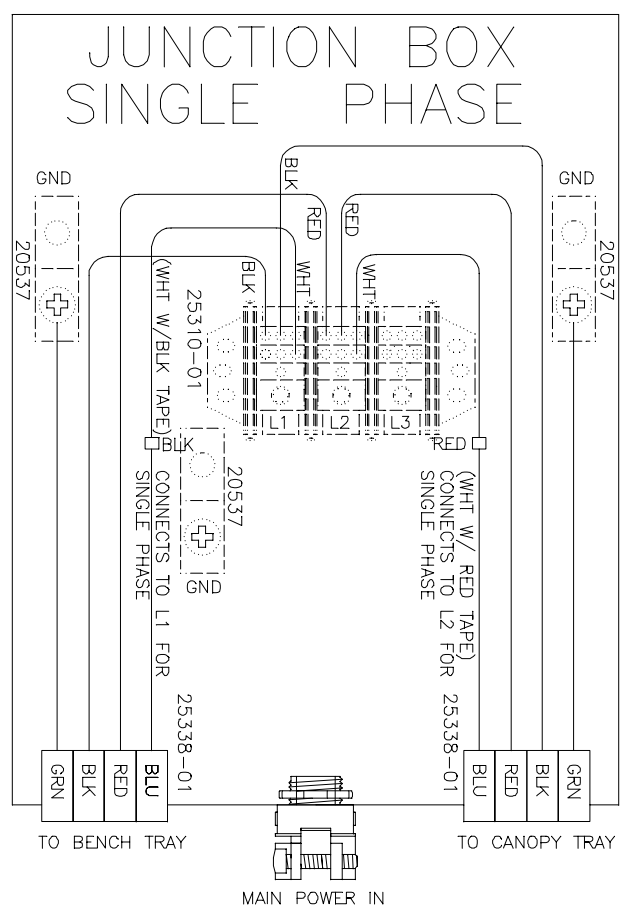 JUNCTION BOX
SINGLE PHASE
GND
GND
20537
20537
BLK
RED
RED
BLK
WHT
WHT
(WHT W/BLK TAPE)
25310-01
L1
L2
L3
BLK
RED
20537
GND
CONNECTS TO L1 FOR
SINGLE PHASE
(WHT W/ RED TAPE)
CONNECTS TO L2 FOR
SINGLE PHASE
25338-01
25338-01
GRN
BLK
RED
BLU
BLU
RED
BLK
GRN
TO BENCH TRAY
TO CANOPY TRAY
MAIN POWER IN